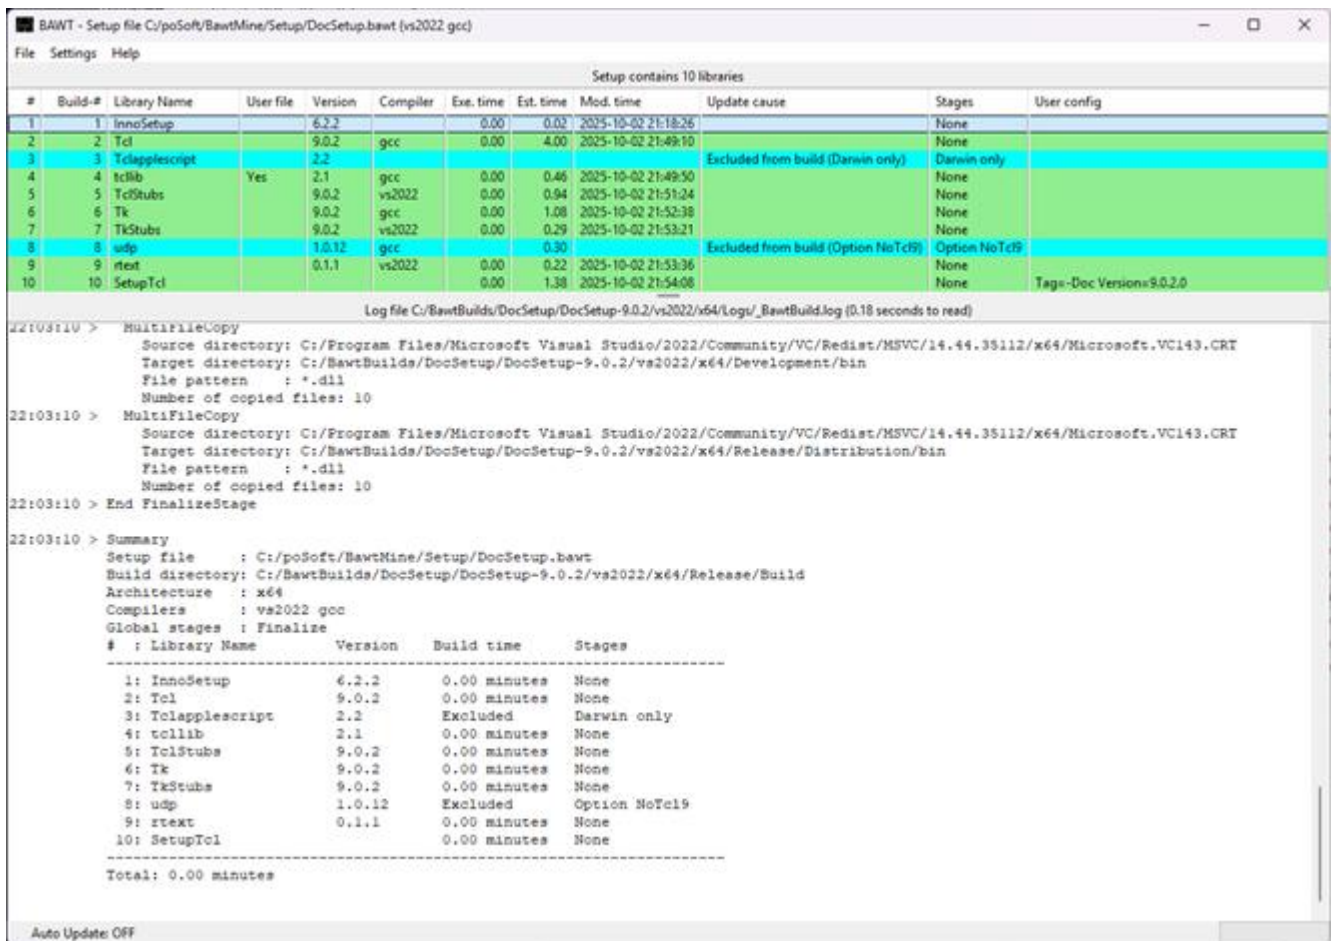 BAWT - Setup file C:/poSoft/BawtMine/Setup/DocSetup.bawt (vs2022 gcc)
File Settings Help
Setup contains 10 libraries
# Build-# Library Name User file Version Compiler Exe. time Est. time Mod. time Update cause Stages User config
1 1 InnoSetup 6.2.2 0.00 0.02 2025-10-02 21:18:26 None
2 2 Tcl 9.0.2 gcc 0.00 4.00 2025-10-02 21:49:10 None
3 3 Tclapplescript 2.2 Excluded from build (Darwin only) Darwin only
4 4 tcllib Yes 2.1 gcc 0.00 0.46 2025-10-02 21:49:50 None
5 5 TclStubs 9.0.2 vs2022 0.00 0.94 2025-10-02 21:51:24 None
6 6 Tk 9.0.2 gcc 0.00 1.08 2025-10-02 21:52:38 None
7 7 TkStubs 9.0.2 vs2022 0.00 0.29 2025-10-02 21:53:21 None
8 8 udp 1.0.12 gcc 0.30 Excluded from build (Option NoTcl9) Option NoTcl9
9 9 rtext 0.1.1 vs2022 0.00 0.22 2025-10-02 21:53:36 None
10 10 SetupTcl 0.00 1.38 2025-10-02 21:54:08 None Tag=-Doc Version=9.0.2.0
Log file C:/BawtBuilds/DocSetup/DocSetup-9.0.2/vs2022/x64/Logs/_BawtBuild.log (0.18 seconds to read)
22:03:10 > MultiFileCopy
Source directory: C:/Program Files/Microsoft Visual Studio/2022/Community/VC/Redist/MSVC/14.44.35112/x64/Microsoft.VC143.CRT
Target directory: C:/BawtBuilds/DocSetup/DocSetup-9.0.2/vs2022/x64/Development/bin
File pattern : *.dll
Number of copied files: 10
22:03:10 > MultiFileCopy
Source directory: C:/Program Files/Microsoft Visual Studio/2022/Community/VC/Redist/MSVC/14.44.35112/x64/Microsoft.VC143.CRT
Target directory: C:/BawtBuilds/DocSetup/DocSetup-9.0.2/vs2022/x64/Release/Distribution/bin
File pattern : *.dll
Number of copied files: 10
22:03:10 > End FinalizeStage
22:03:10 > Summary
Setup file : C:/poSoft/BawtMine/Setup/DocSetup.bawt
Build directory: C:/BawtBuilds/DocSetup/DocSetup-9.0.2/vs2022/x64/Release/Build
Architecture : x64
Compilers : vs2022 gcc
Global stages : Finalize
# : Library Name Version Build time Stages
--------------------------------------------------------------------------
1: InnoSetup 6.2.2 0.00 minutes None
2: Tcl 9.0.2 0.00 minutes None
3: Tclapplescript 2.2 Excluded Darwin only
4: tcllib 2.1 0.00 minutes None
5: TclStubs 9.0.2 0.00 minutes None
6: Tk 9.0.2 0.00 minutes None
7: TkStubs 9.0.2 0.00 minutes None
8: udp 1.0.12 Excluded Option NoTcl9
9: rtext 0.1.1 0.00 minutes None
10: SetupTcl 0.00 minutes None
--------------------------------------------------------------------------
Total: 0.00 minutes
Auto Update: OFF